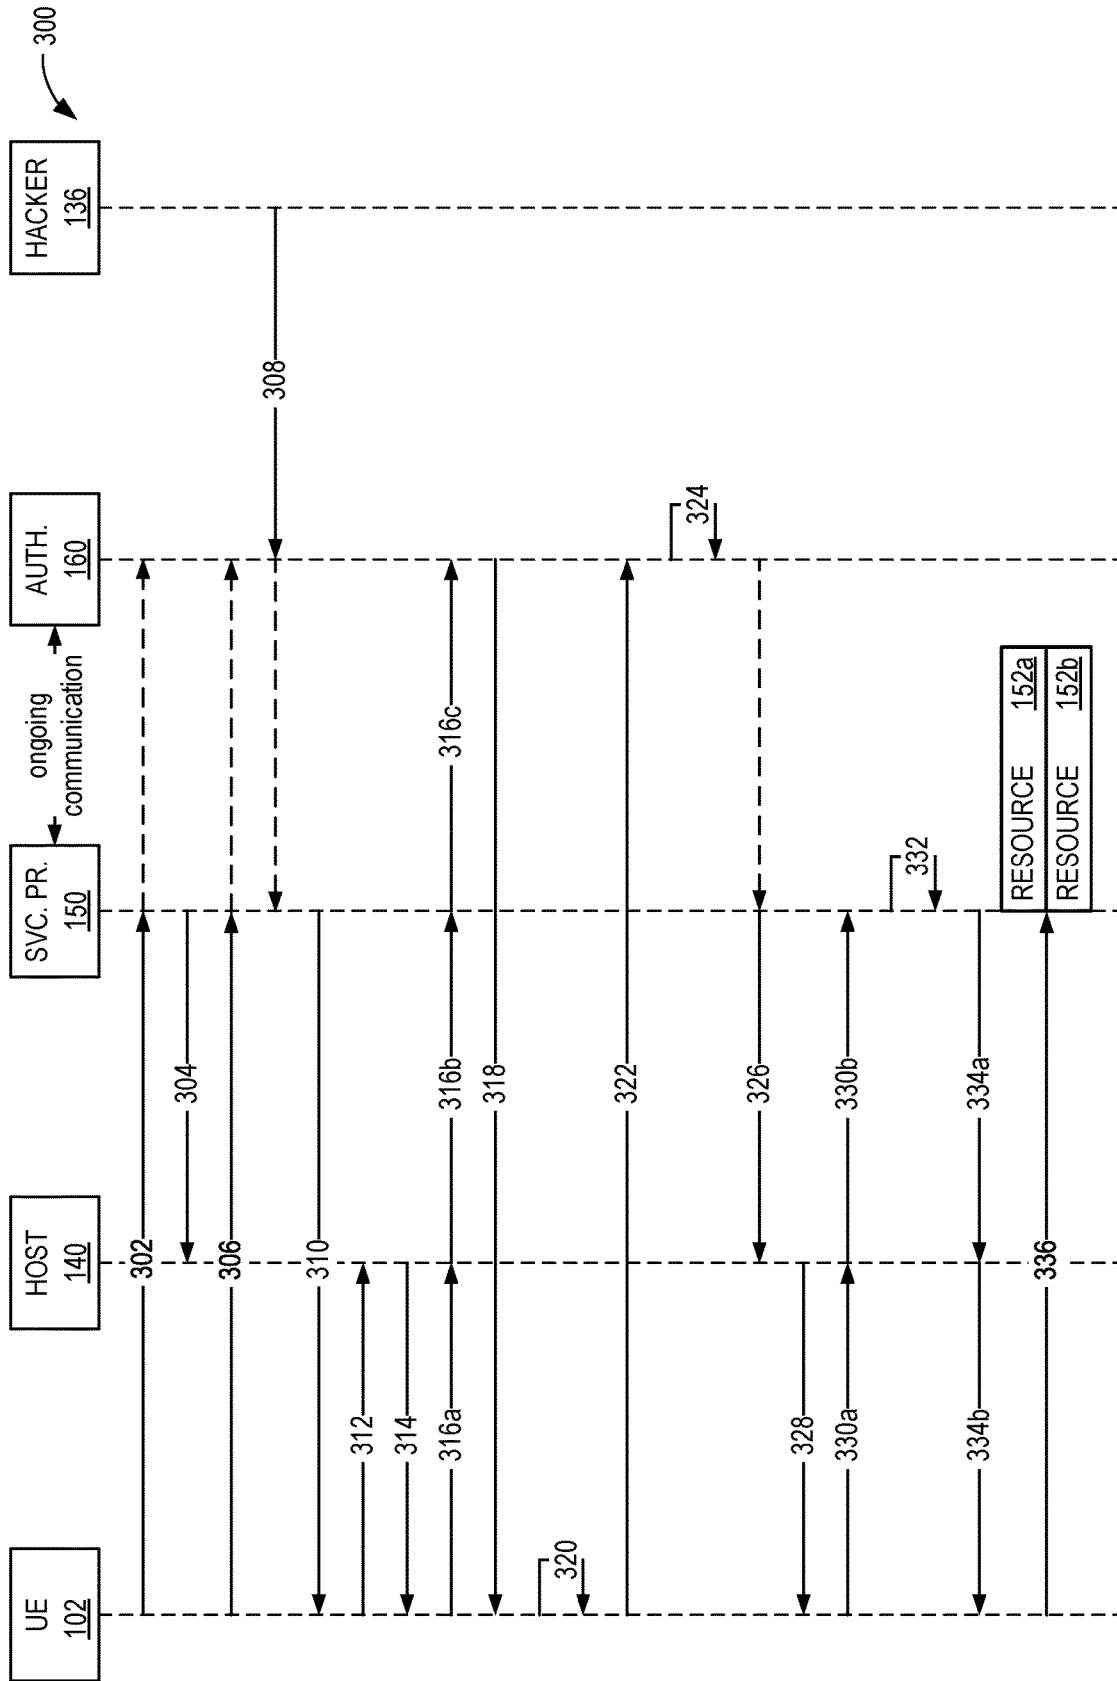 300
UE
102
HOST
140
SVC. PR.
150
ongoing
communication
AUTH.
160
HACKER
136
302
304
306
308
310
312
314
316a
316b
316c
318
320
322
324
326
328
330a
330b
332
334b
334a
RESOURCE 152a
RESOURCE 152b
336